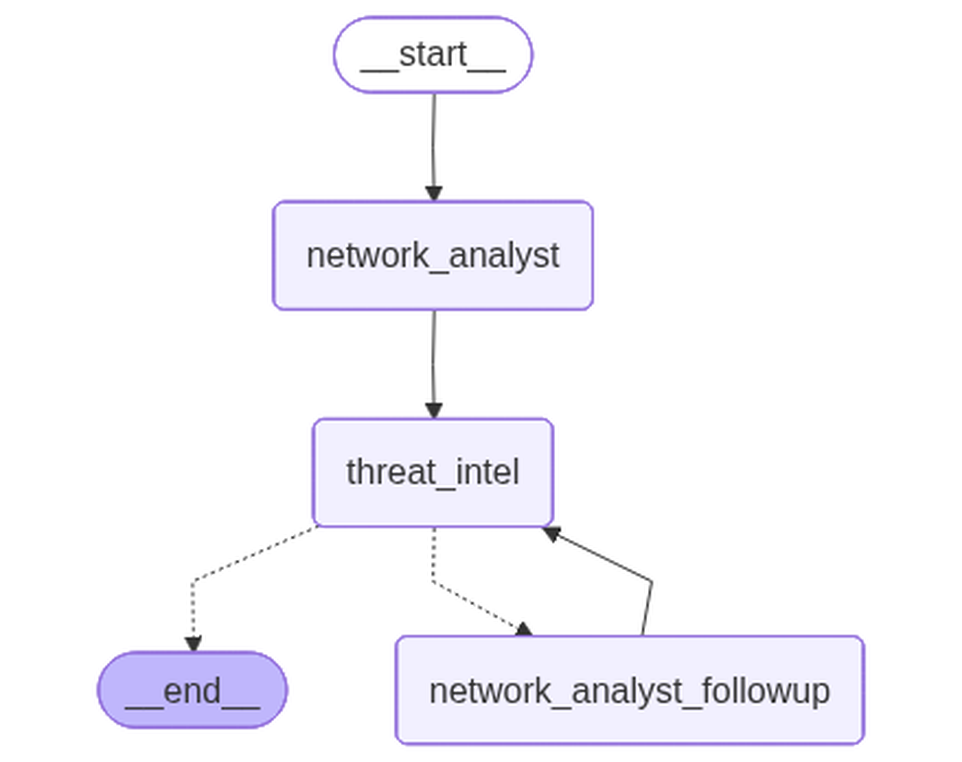 __start__
network_analyst
threat_intel
__end__
network_analyst_followup